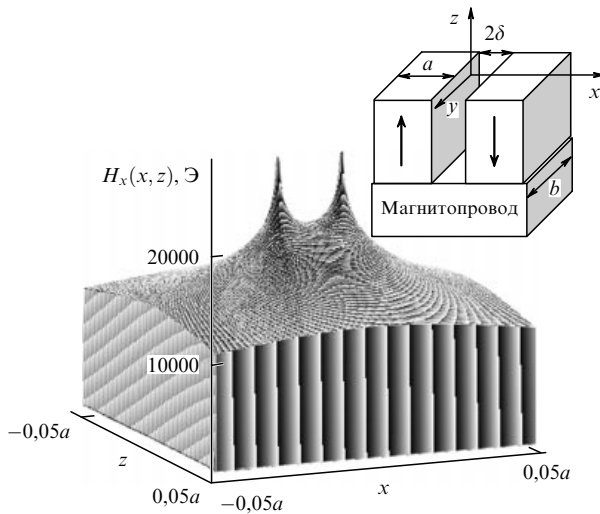 z
2δ
a
x
y
b
Магнитопровод
H_x(x, z), Э
20000
10000
−0,05a
z
0,05a
−0,05a
x
0,05a